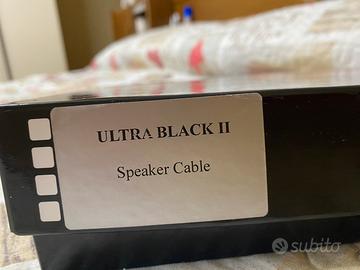 ULTRA BLACK II
Speaker Cable
subito